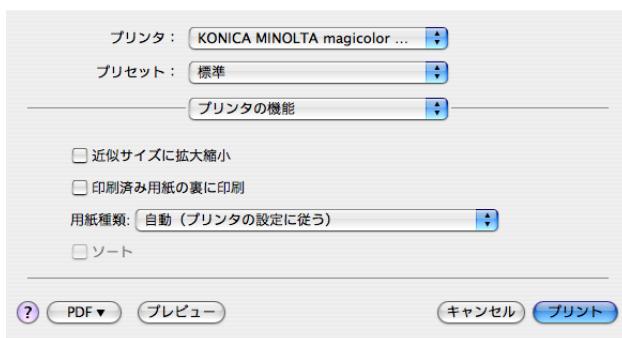 プリンタ： KONICA MINOLTA magicolor ...
プリセット： 標準
プリンタの機能
近似サイズに拡大縮小
印刷済み用紙の裏に印刷
用紙種類: 自動（プリンタの設定に従う）
ソート
? PDF▼ プレビュー キャンセル プリント